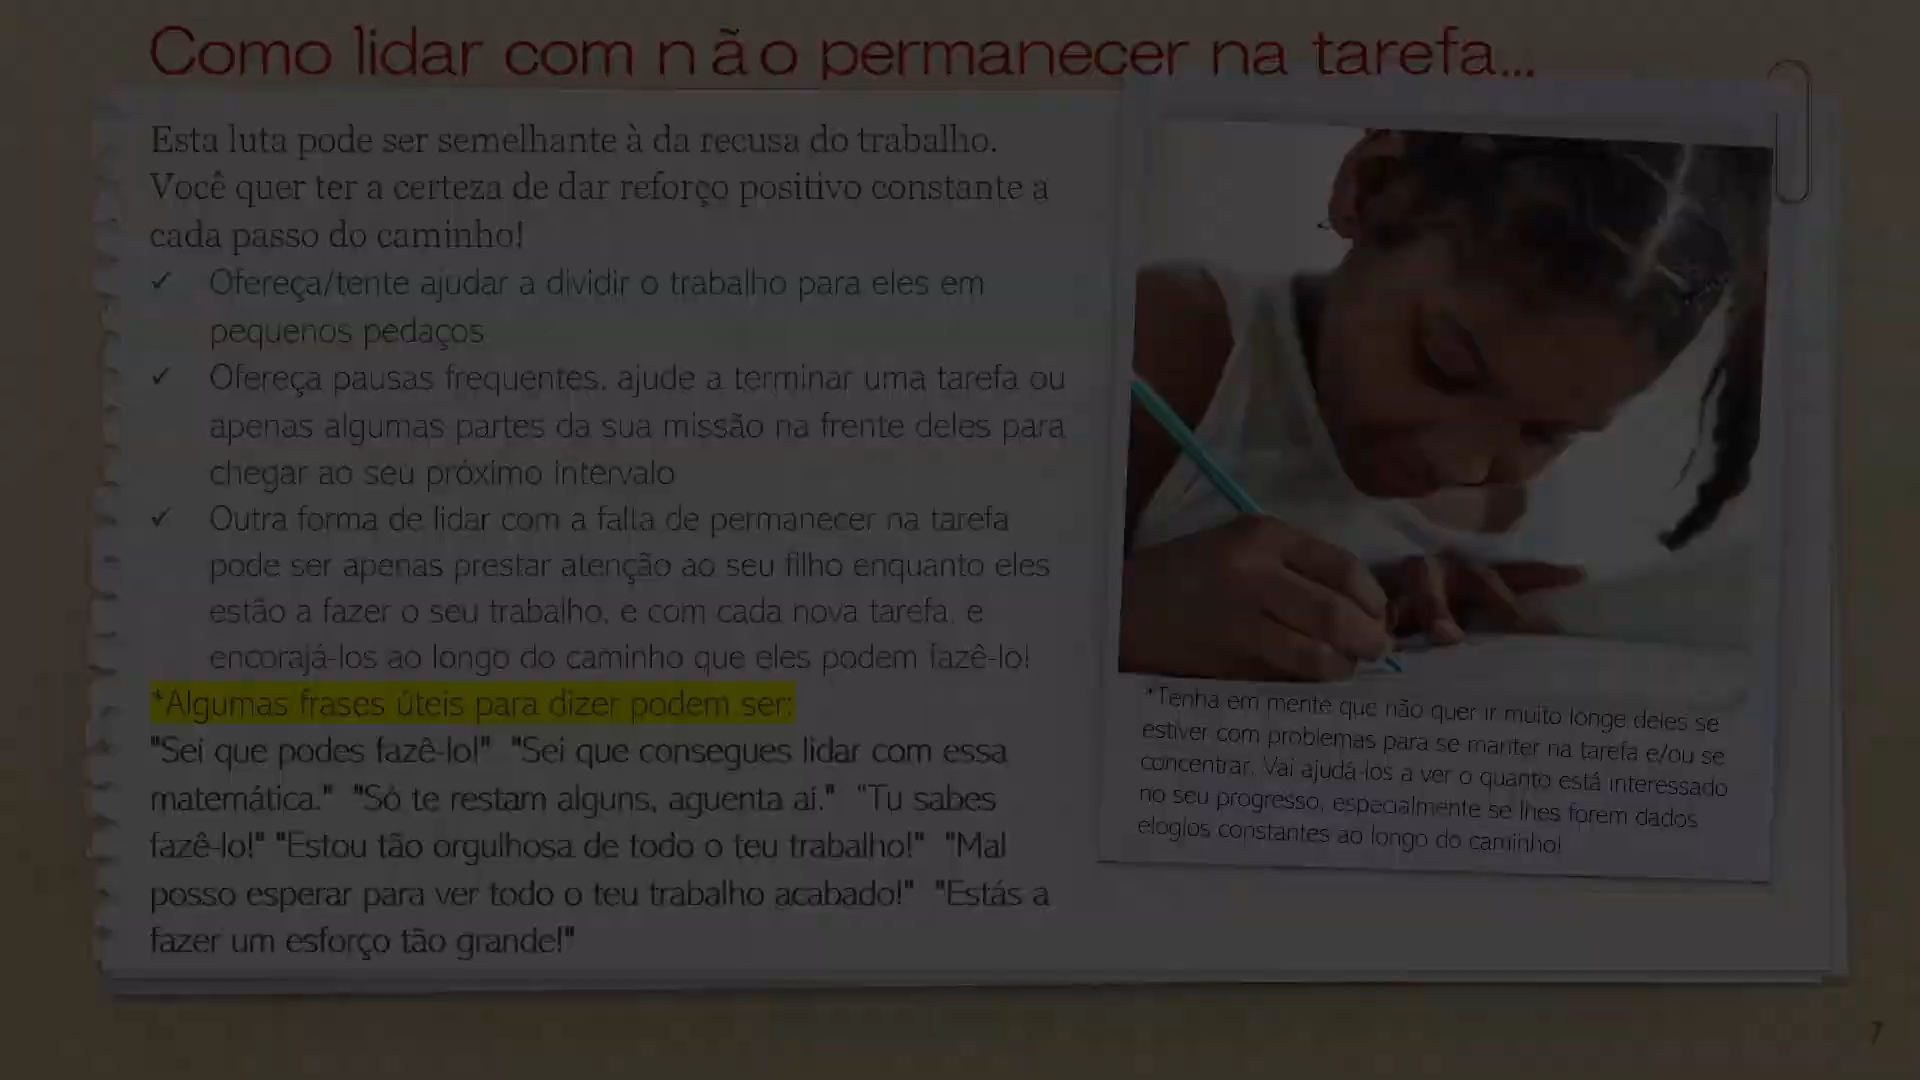 Como lidar com não permanecer na tarefa...
Esta luta pode ser semelhante à da recusa do trabalho.
Você quer ter a certeza de dar reforço positivo constante a
cada passo do caminho!
✓ Ofereça/tente ajudar a dividir o trabalho para eles em
pequenos pedaços
✓ Ofereça pausas frequentes, ajude a terminar uma tarefa ou
apenas algumas partes da sua missão na frente deles para
chegar ao seu próximo intervalo
✓ Outra forma de lidar com a falla de permanecer na tarefa
pode ser apenas prestar atenção ao seu filho enquanto eles
estão a fazer o seu trabalho, e com cada nova tarefa, e
encorajá-los ao longo do caminho que eles podem fazê-lo!
*Algumas frases úteis para dizer podem ser:
"Sei que podes fazê-lo!" "Sei que consegues lidar com essa
matemática." "Só te restam alguns, aguenta aí." "Tu sabes
fazê-lo!" "Estou tão orgulhosa de todo o teu trabalho!" "Mal
posso esperar para ver todo o teu trabalho acabado!" "Estás a
fazer um esforço tão grande!"
*Tenha em mente que não quer ir muito longe deles se
estiver com problemas para se manter na tarefa e/ou se
concentrar. Vai ajudá-los a ver o quanto está interessado
no seu progresso, especialmente se lhes forem dados
elogios constantes ao longo do caminho!
7